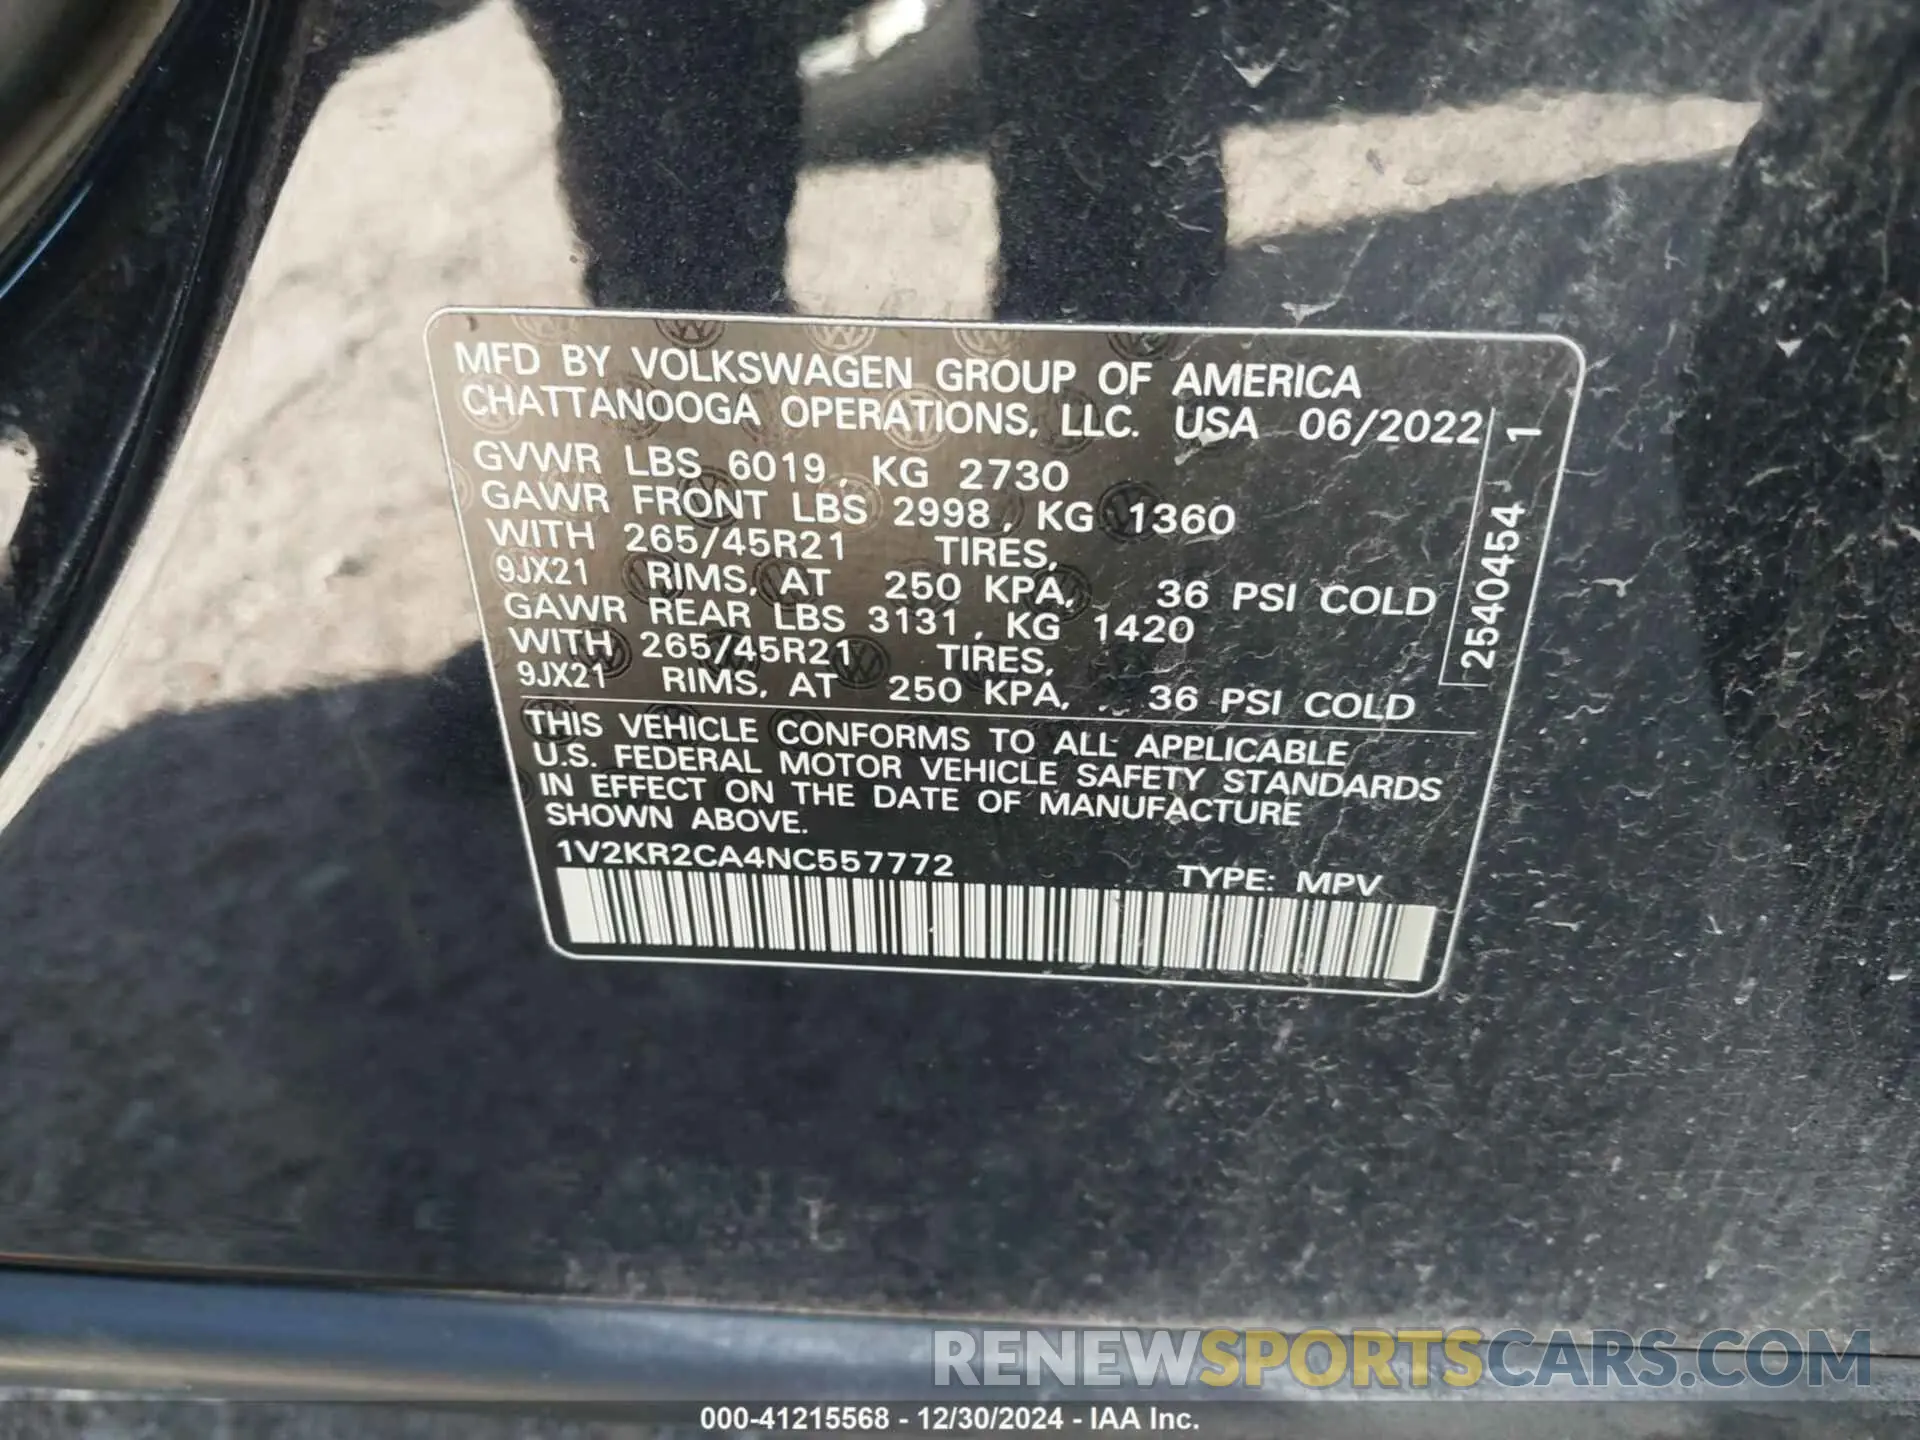 MFD BY VOLKSWAGEN GROUP OF AMERICA
CHATTANOOGA OPERATIONS, LLC. USA 06/2022
GVWR LBS 6019, KG 2730
GAWR FRONT LBS 2998, KG 1360
WITH 265/45R21 TIRES,
9JX21 RIMS, AT 250 KPA, 36 PSI COLD
GAWR REAR LBS 3131, KG 1420
WITH 265/45R21 TIRES,
9JX21 RIMS, AT 250 KPA, 36 PSI COLD
2540454 1
THIS VEHICLE CONFORMS TO ALL APPLICABLE
U.S. FEDERAL MOTOR VEHICLE SAFETY STANDARDS
IN EFFECT ON THE DATE OF MANUFACTURE
SHOWN ABOVE.
1V2KR2CA4NC557772 TYPE: MPV
RENEWSPORTSCARS.COM
000-41215568 - 12/30/2024 - IAA Inc.